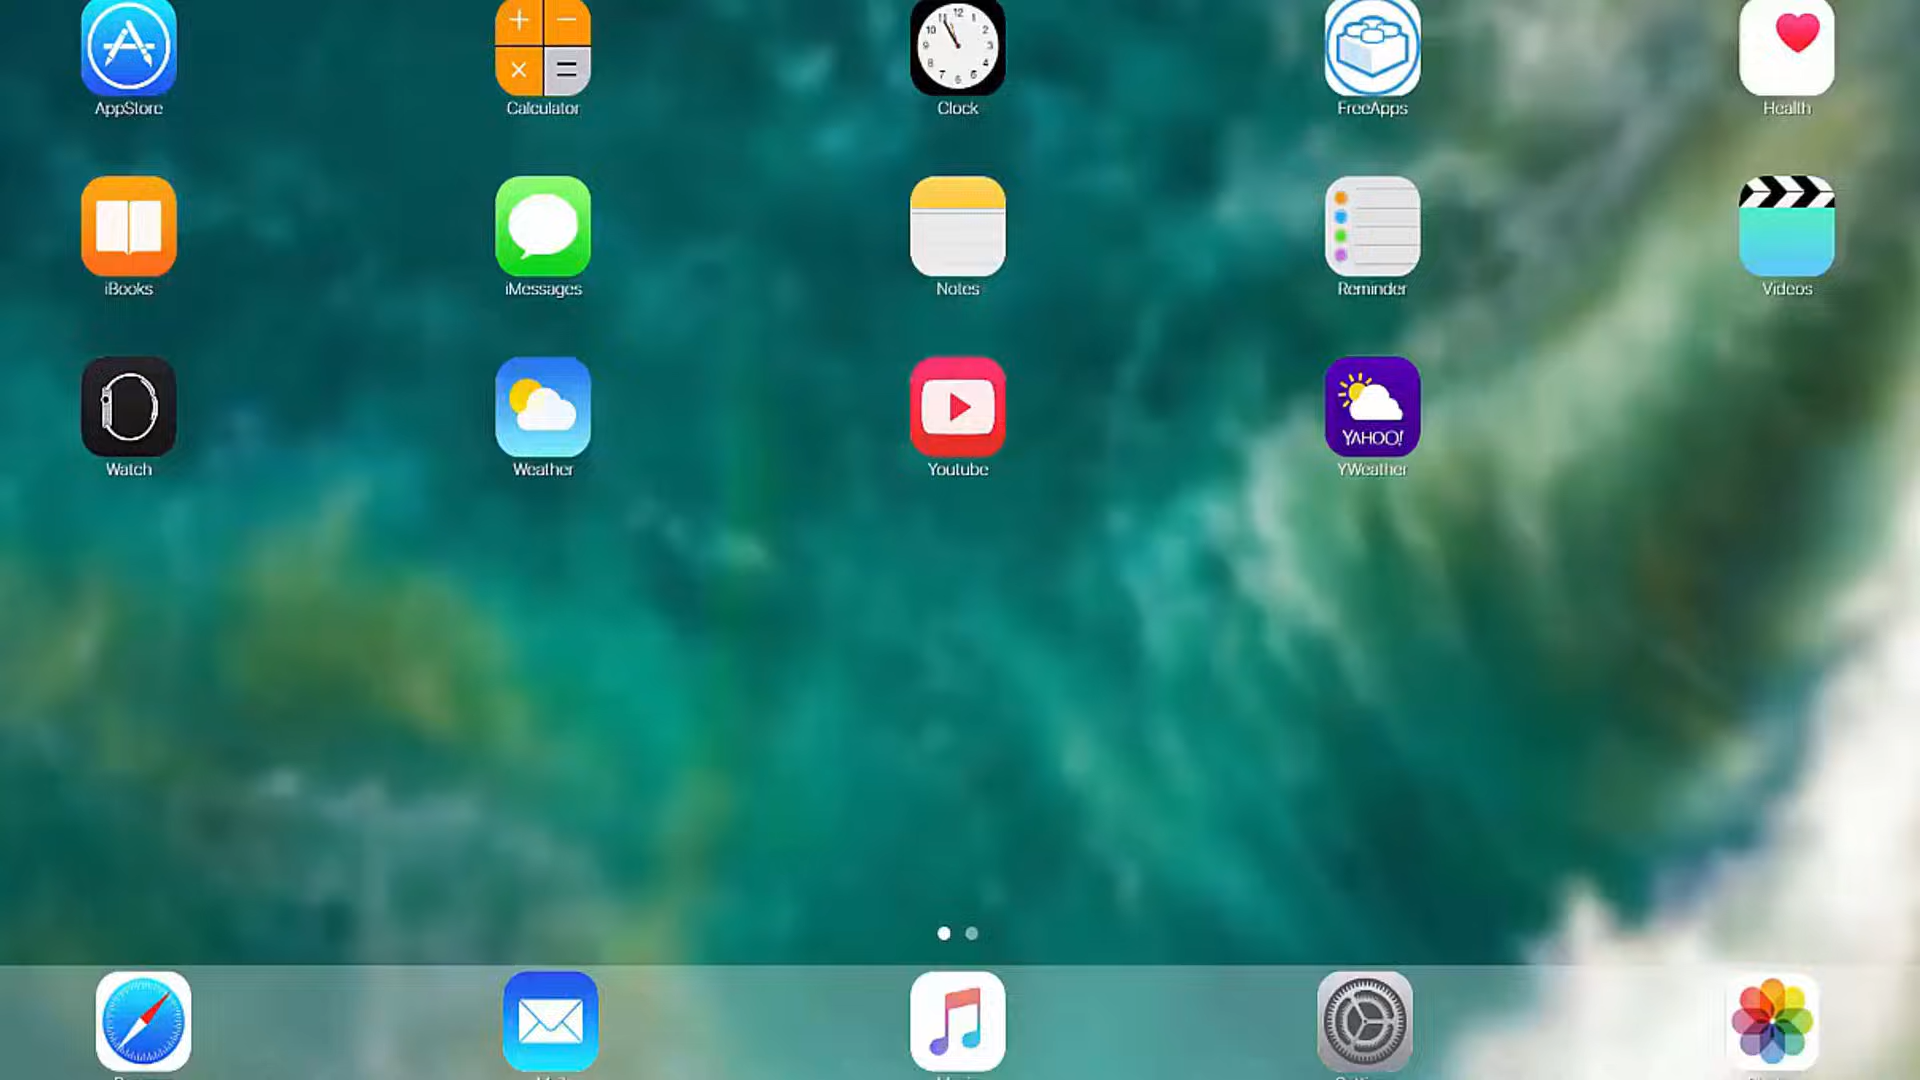 AppStore
Calculator
Clock
FreeApps
Health
iBooks
iMessages
Notes
Reminder
Videos
YAHOO!
Watch
Weather
Youtube
YWeather